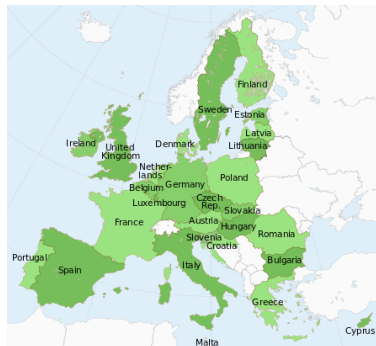 Finland
Sweden
Estonia
Latvia
Lithuania
Denmark
Ireland
United
Kingdom
Nether-
lands
Poland
Belgium
Germany
Luxembourg
Czech
Rep.
Slovakia
France
Austria
Hungary
Slovenia
Croatia
Romania
Portugal
Spain
Italy
Bulgaria
Greece
Cyprus
Malta